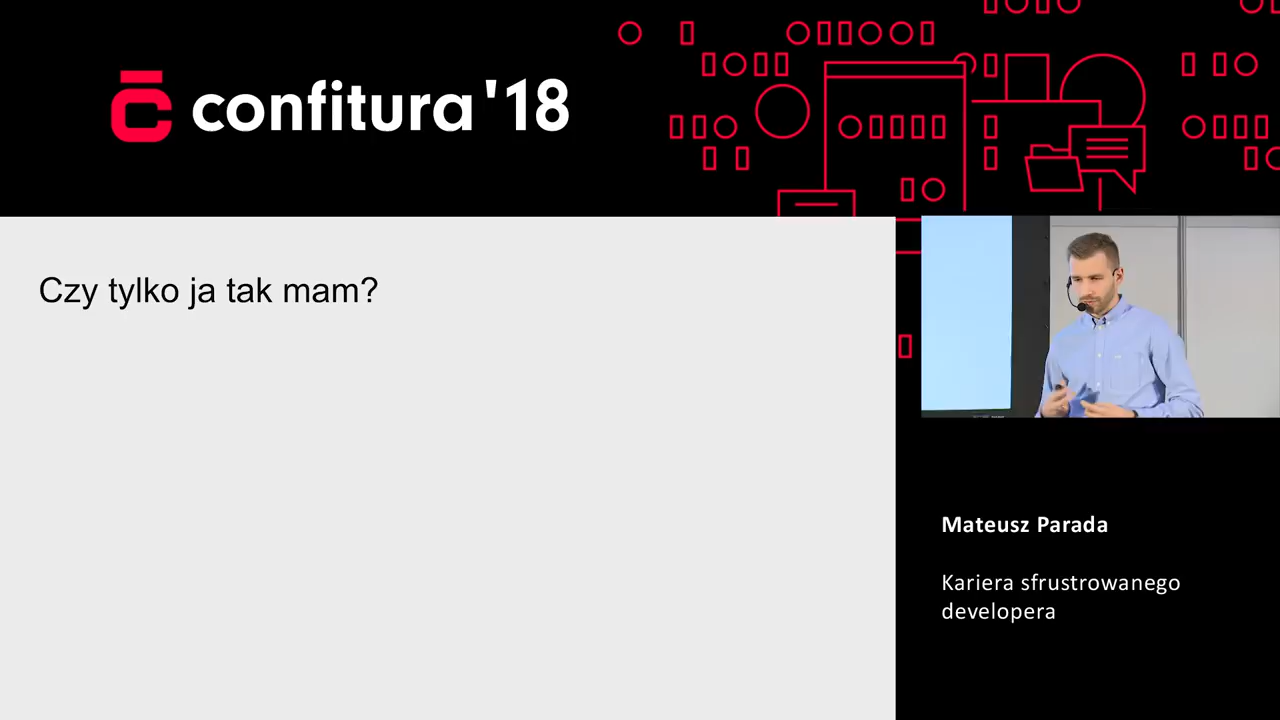 confitura '18
Czy tylko ja tak mam?
Mateusz Parada
Kariera sfrustrowanego
developera